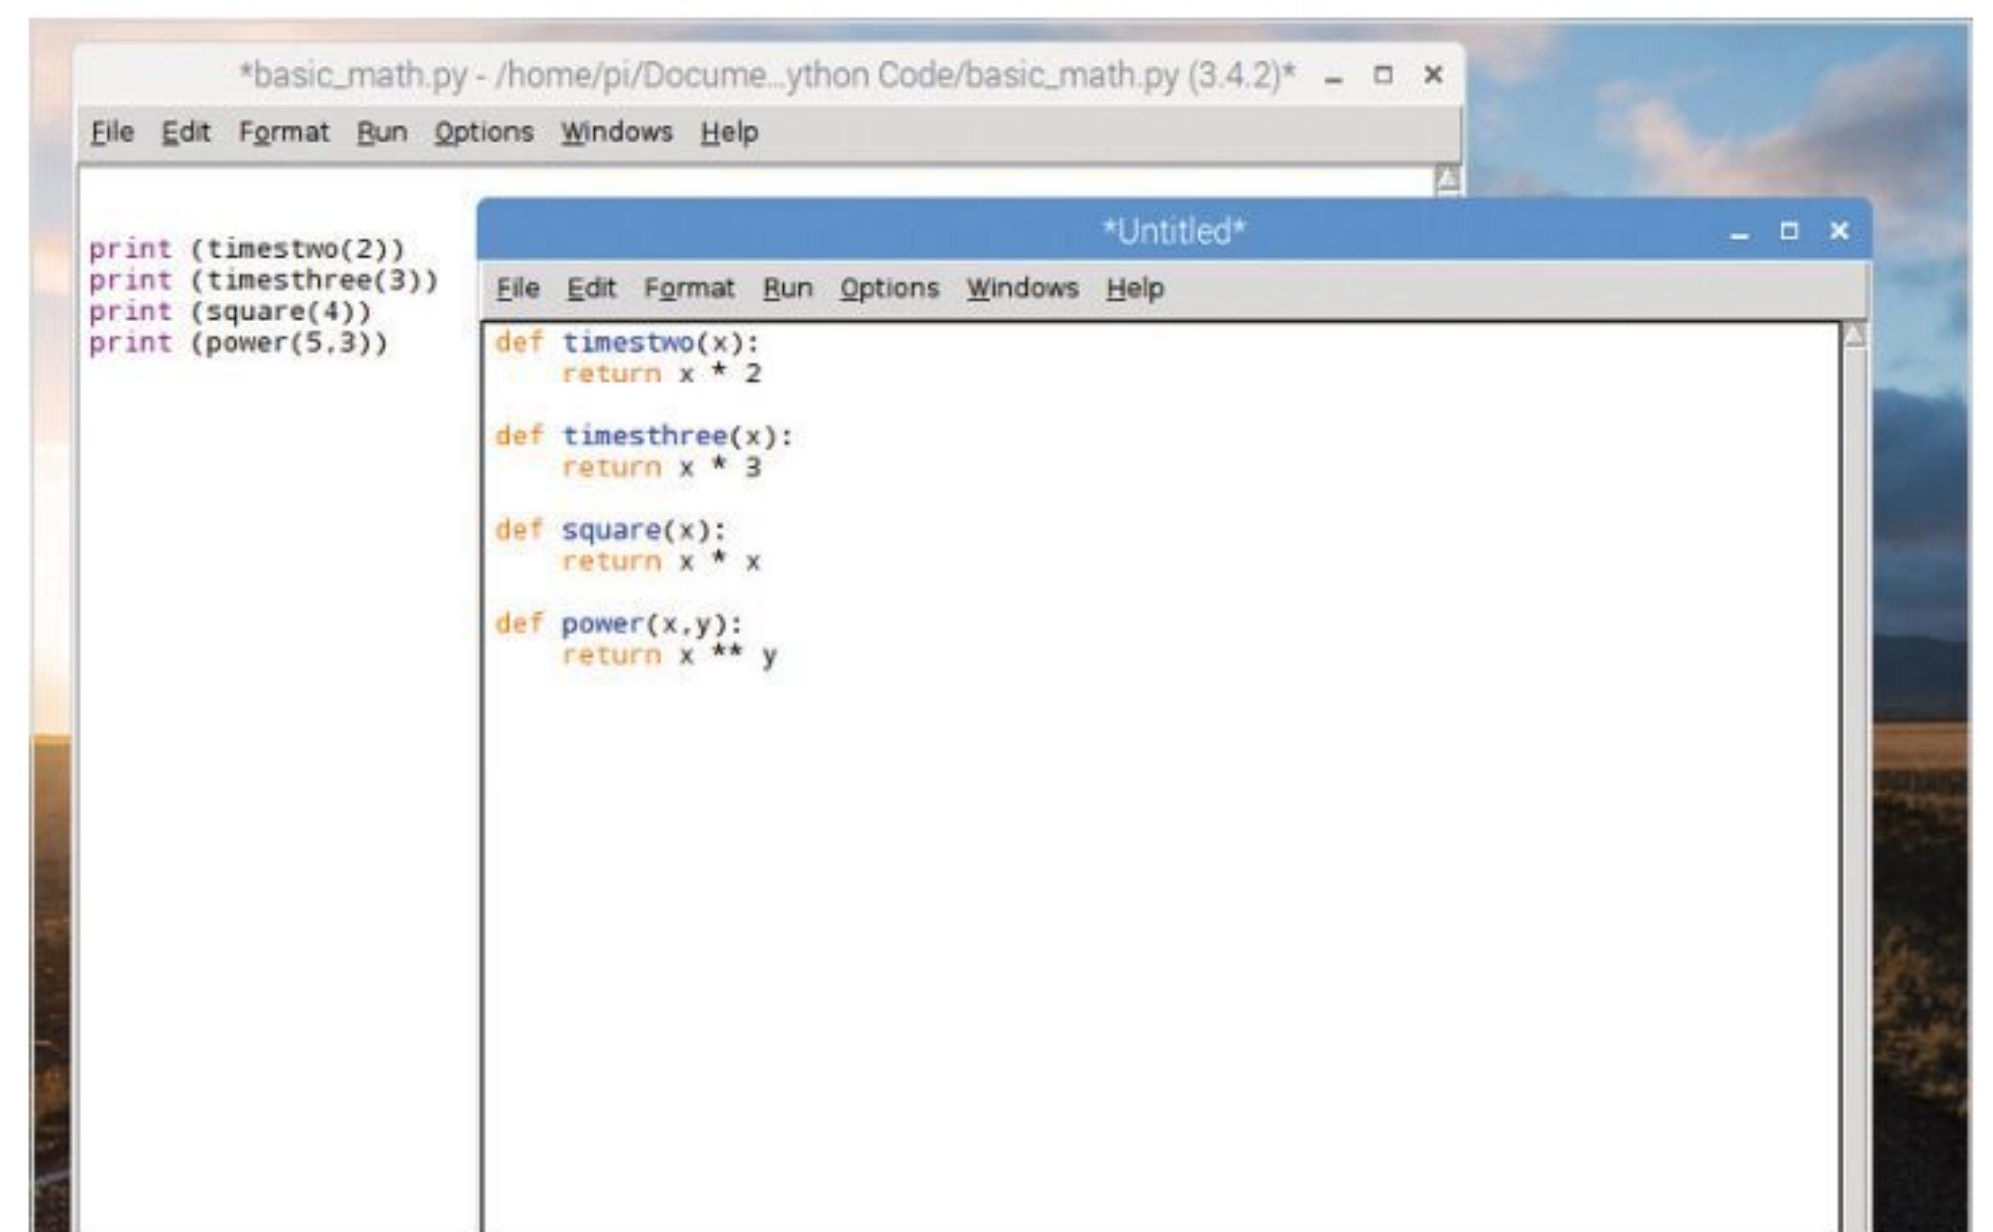 *basic_math.py - /home/pi/Docume...ython Code/basic_math.py (3.4.2)*
File Edit Format Run Options Windows Help
print (timestwo(2))
print (timesthree(3))
print (square(4))
print (power(5,3))
*Untitled*
File Edit Format Run Options Windows Help
def timestwo(x):
    return x * 2
def timesthree(x):
    return x * 3
def square(x):
    return x * x
def power(x,y):
    return x ** y